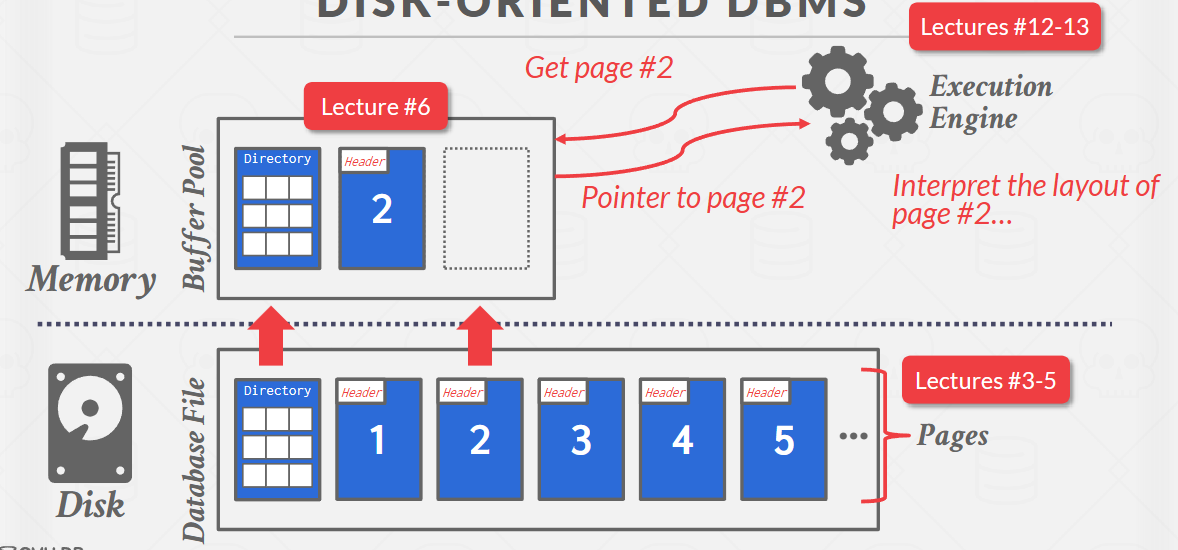 DISK-ORIENTED DBMS
Lectures #12-13
Get page #2
Execution
Engine
Lecture #6
Directory
Header
2
Buffer Pool
Pointer to page #2
Interpret the layout of
page #2...
Memory
Directory
Header
1
Header
2
Header
3
Header
4
Header
5
...
Lectures #3-5
Pages
Database File
Disk